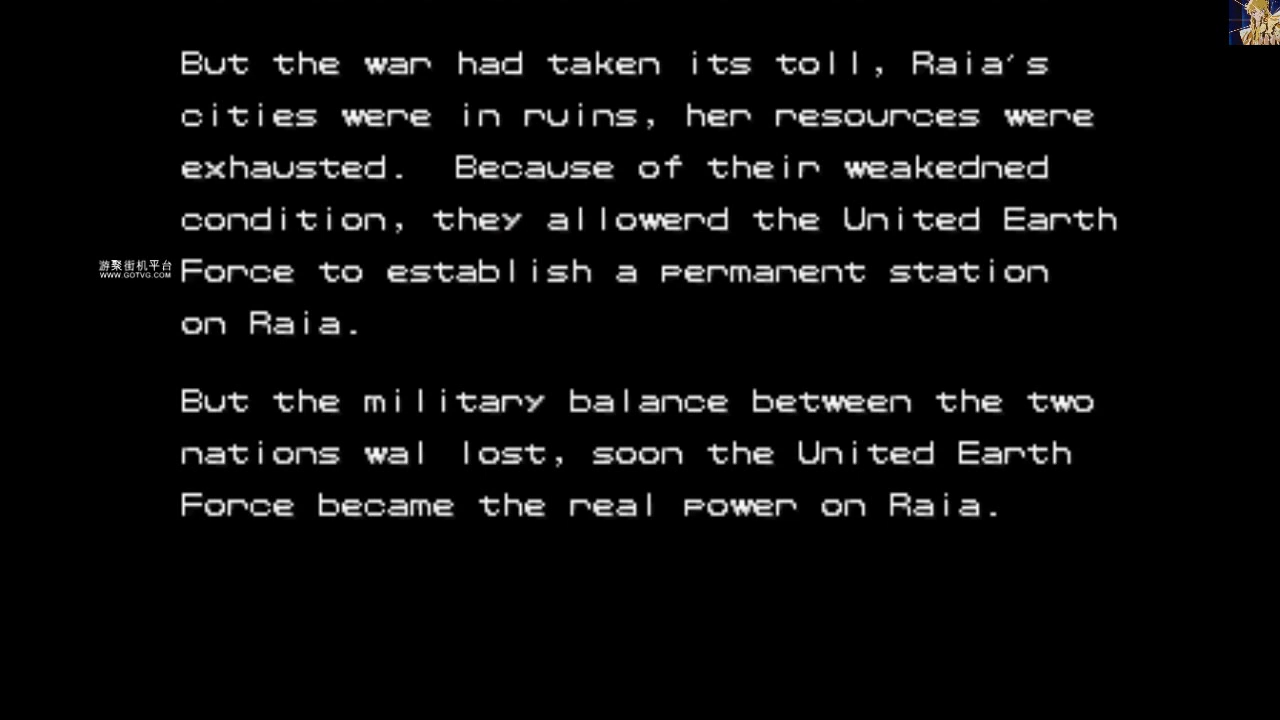 But the war had taken its toll, Raia's
cities were in ruins, her resources were
exhausted.  Because of their weakedned
condition, they allowerd the United Earth
游聚街机平台
WWW.GOTVG.COM
Force to establish a permanent station
on Raia.
But the military balance between the two
nations wal lost, soon the United Earth
Force became the real power on Raia.